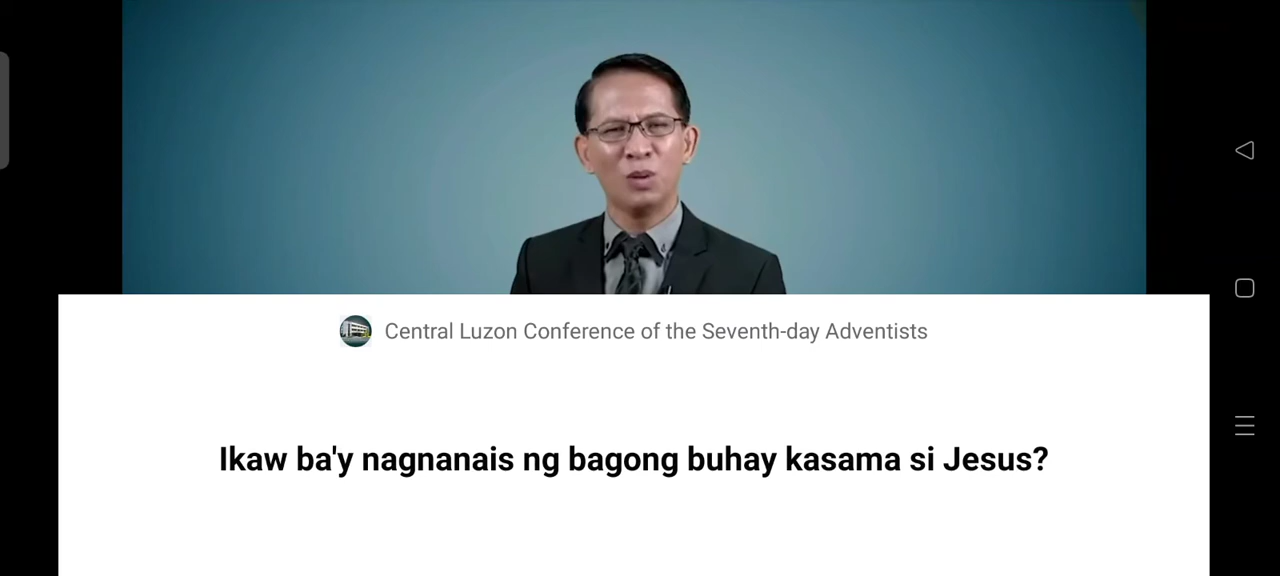 Central Luzon Conference of the Seventh-day Adventists
Ikaw ba'y nagnanais ng bagong buhay kasama si Jesus?